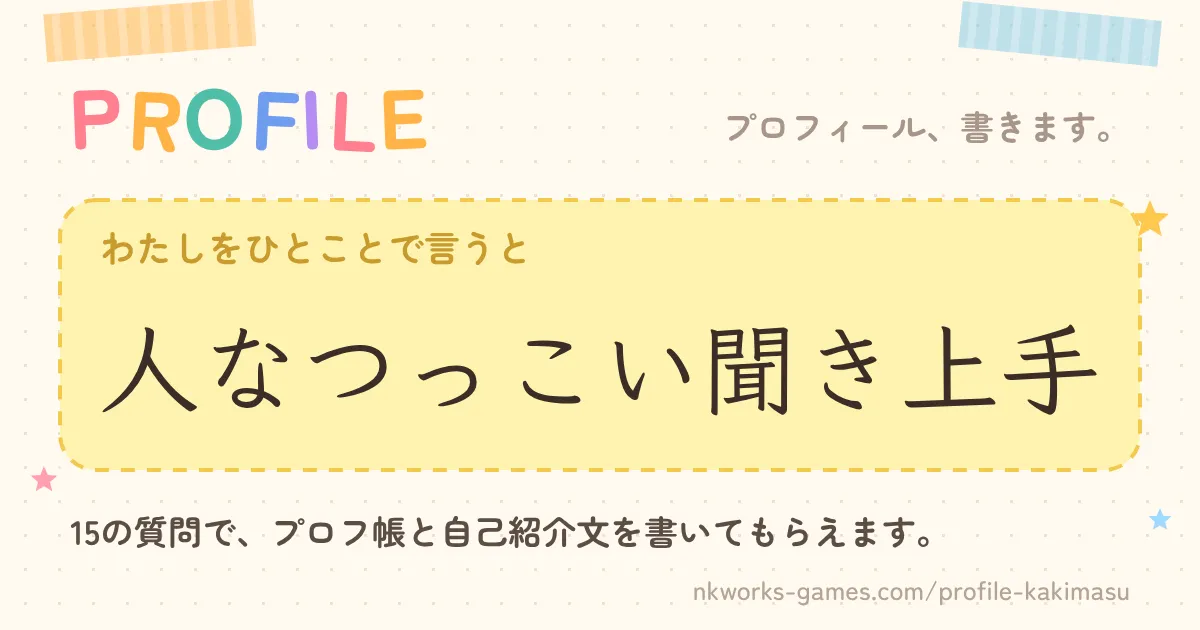 PROFILE
プロフィール、書きます。
わたしをひとことで言うと
人なつっこい聞き上手
15の質問で、プロフ帳と自己紹介文を書いてもらえます。
nkworks-games.com/profile-kakimasu